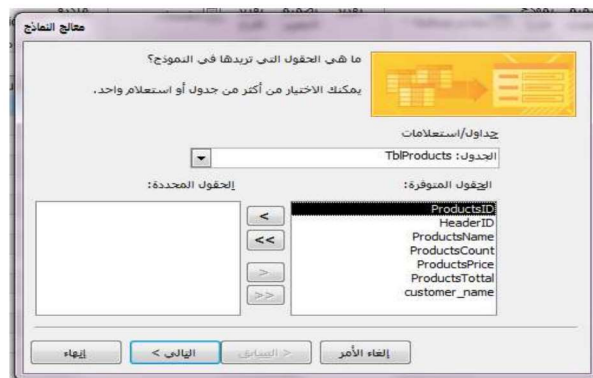 معالج النماذج
ما هي الحقول التي تريدها في النموذج؟
يمكنك الاختيار من أكثر من جدول أو استعلام واحد.
جداول/استعلامات
الجدول: TblProducts
الحقول المتوفرة:
الحقول المحددة:
ProductsID
HeaderID
ProductsName
ProductsCount
ProductsPrice
ProductsTottal
customer_name
<
<<
>
>>
إلغاء الأمر
< السابق
التالي >
إنهاء